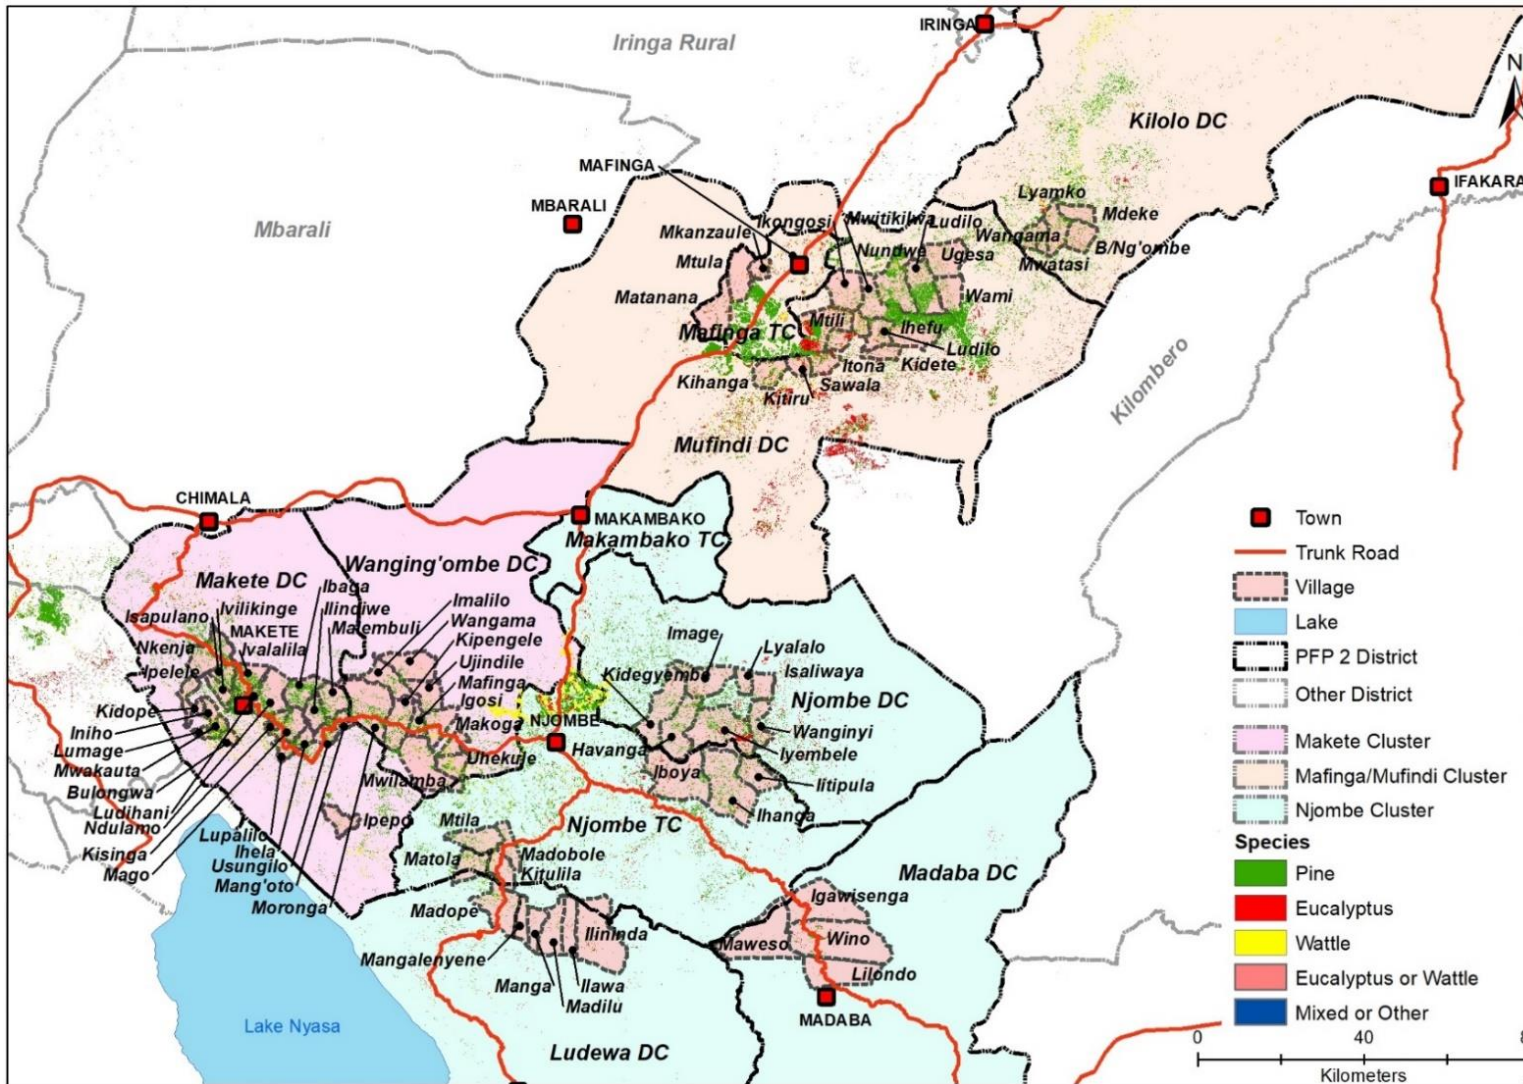 IRINGA
Iringa Rural
N
Kilolo DC
MAFINGA
IFAKARA
MBARALI
Lyamko
Mdeke
Mbarali
Ikongosi
Mwitikilwa
Ludilo
Mkanzaule
Nundwe
Wangama
B/Ng'ombe
Mtula
Ugesa
Mwatasi
Matanana
Wami
Mtili
Ihefu
Mafinga TC
Ludilo
Itona
Kidete
Kihanga
Sawala
Kitiru
Kilombero
Mufindi DC
CHIMALA
MAKAMBAKO
Makambako TC
Wanging'ombe DC
Makete DC
Ibaga
Imalilo
Isapulano
Ivilikinge
Ilindiwe
Wangama
MAKETE
Matembuli
Kipengele
Image
Lyalalo
Nkenja
Ivalalila
Ujindile
Kidegyembe
Isaliwaya
Ipelele
Mafinga
Igosi
Njombe DC
Kidope
Makoga
NJOMBE
Wanginyi
Iniho
Havanga
Iyembele
Lumage
Uhekule
Mwakauta
Mwilamba
Iboya
Bulongwa
Iitipula
Ludihani
Ihanga
Ndulamo
Ipepo
Mtila
Njombe TC
Lupalilo
Kisinga
Ihela
Matola
Madobole
Mago
Usungilo
Kitulila
Madaba DC
Mang'oto
Igawisenga
Moronga
Madope
Ilininda
Wino
Maweso
Mangalenyene
Lilondo
Manga
Ilawa
Madilu
MADABA
Lake Nyasa
Ludewa DC
Town
Trunk Road
Village
Lake
PFP 2 District
Other District
Makete Cluster
Mafinga/Mufindi Cluster
Njombe Cluster
Species
Pine
Eucalyptus
Wattle
Eucalyptus or Wattle
Mixed or Other
0 40 8
Kilometers